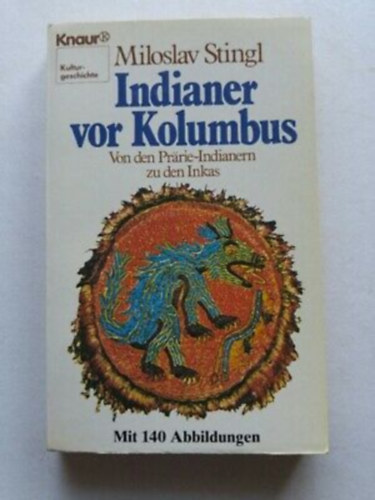 Knaur®
Kultur-
geschichte
Miloslav Stingl
Indianer
vor Kolumbus
Von den Prärie-Indianern
zu den Inkas
Mit 140 Abbildungen